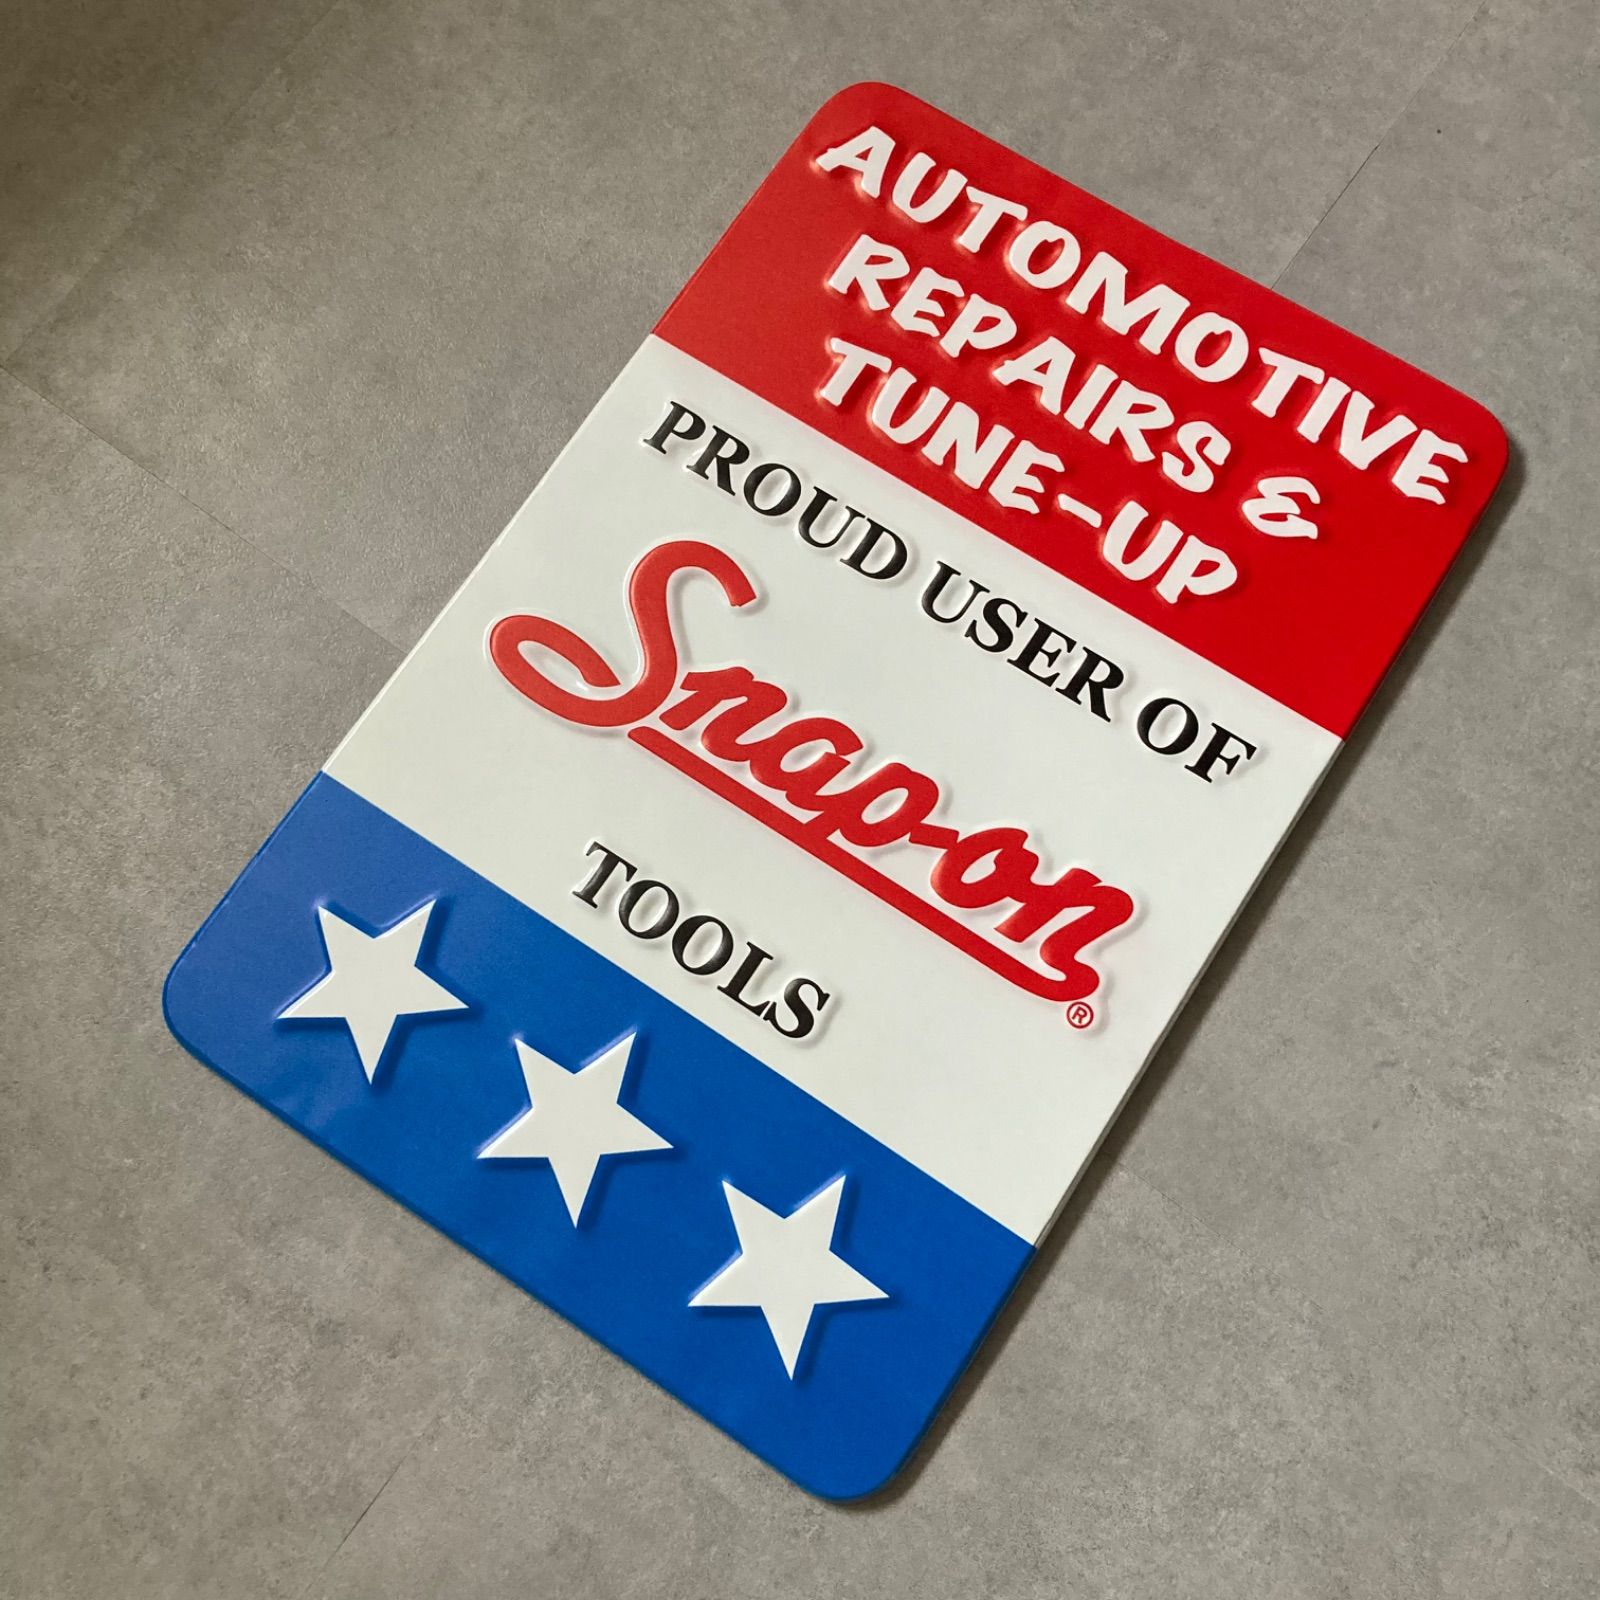 AUTOMOTIVE
REPAIRS &
TUNE-UP
PROUD USER OF
Snap-on®
TOOLS